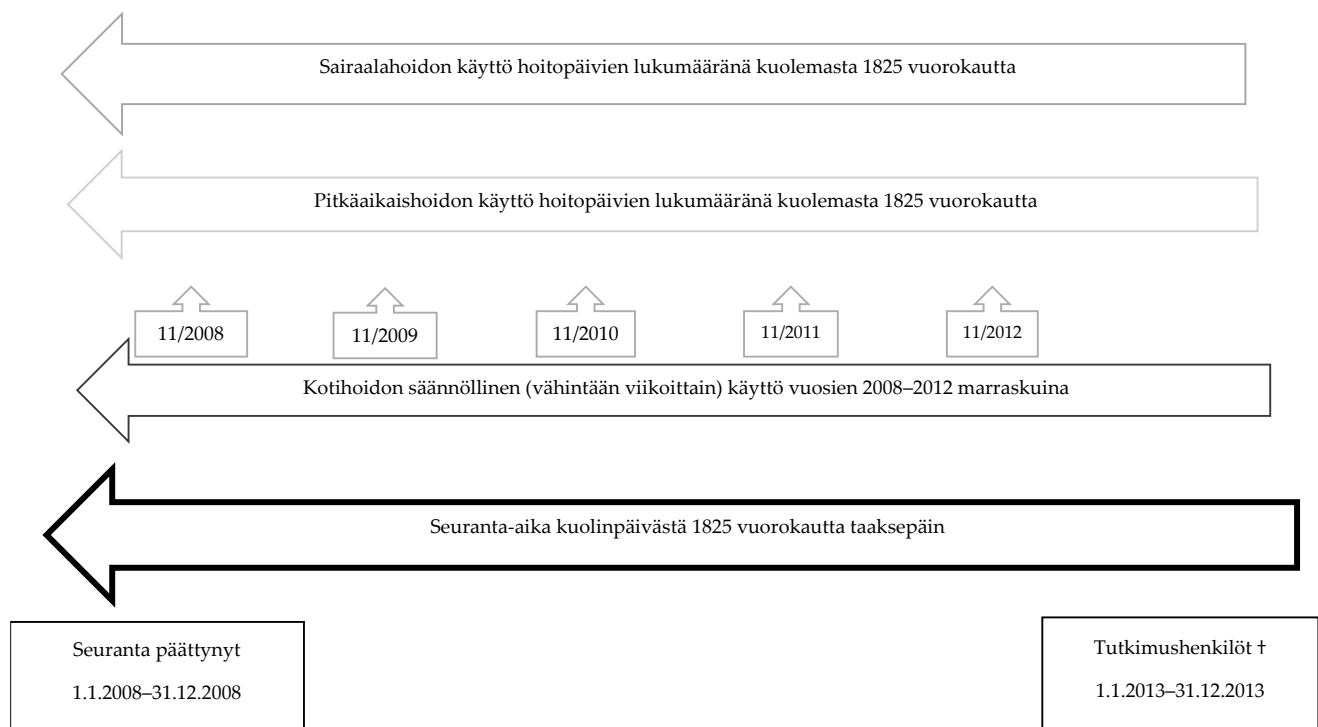 Sairaalahoidon käyttö hoitopäivien lukumääränä kuolemasta 1825 vuorokautta
Pitkäaikaishoidon käyttö hoitopäivien lukumääränä kuolemasta 1825 vuorokautta
11/2008
11/2009
11/2010
11/2011
11/2012
Kotihoidon säännöllinen (vähintään viikoittain) käyttö vuosien 2008–2012 marraskuina
Seuranta-aika kuolinpäivästä 1825 vuorokautta taaksepäin
Seuranta päättynyt
1.1.2008–31.12.2008
Tutkimushenkilöt †
1.1.2013–31.12.2013